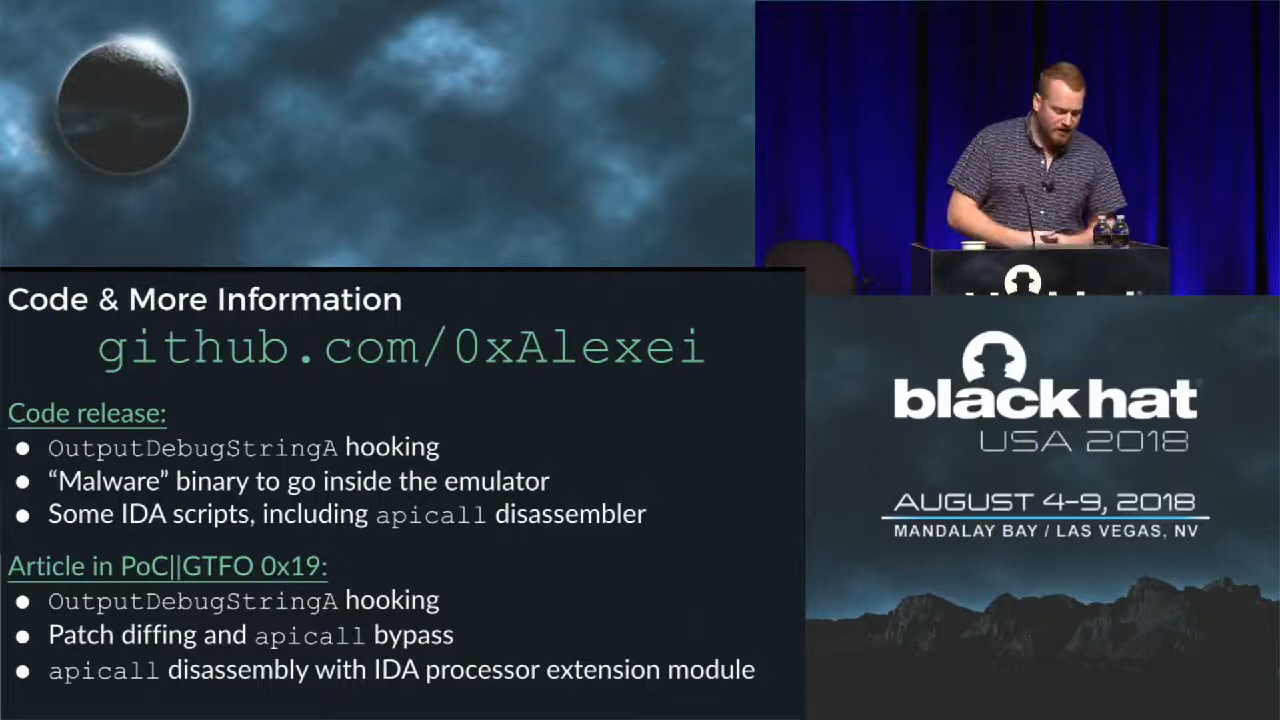 Code & More Information
github.com/0xAlexei
Code release:
● OutputDebugStringA hooking
● “Malware” binary to go inside the emulator
● Some IDA scripts, including apicall disassembler
Article in PoC||GTFO 0x19:
● OutputDebugStringA hooking
● Patch diffing and apicall bypass
● apicall disassembly with IDA processor extension module
black hat
USA 2018
AUGUST 4-9, 2018
MANDALAY BAY / LAS VEGAS, NV